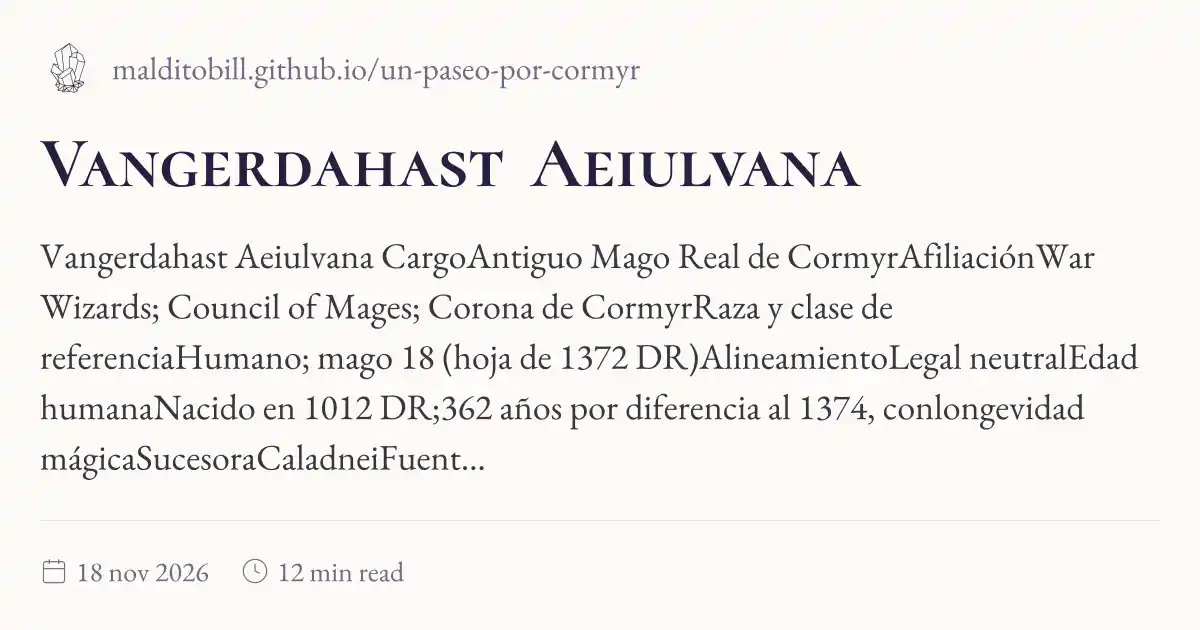 malditobill.github.io/un-paseo-por-cormyr
Vangerdahast Aeiulvana
Vangerdahast Aeiulvana CargoAntiguo Mago Real de CormyrAfiliaciónWar
Wizards; Council of Mages; Corona de CormyrRaza y clase de
referenciaHumano; mago 18 (hoja de 1372 DR)AlineamientoLegal neutralEdad
humanaNacido en 1012 DR;362 años por diferencia al 1374, conlongevidad
mágicaSucesoraCaladneiFuent...
18 nov 2026 12 min read